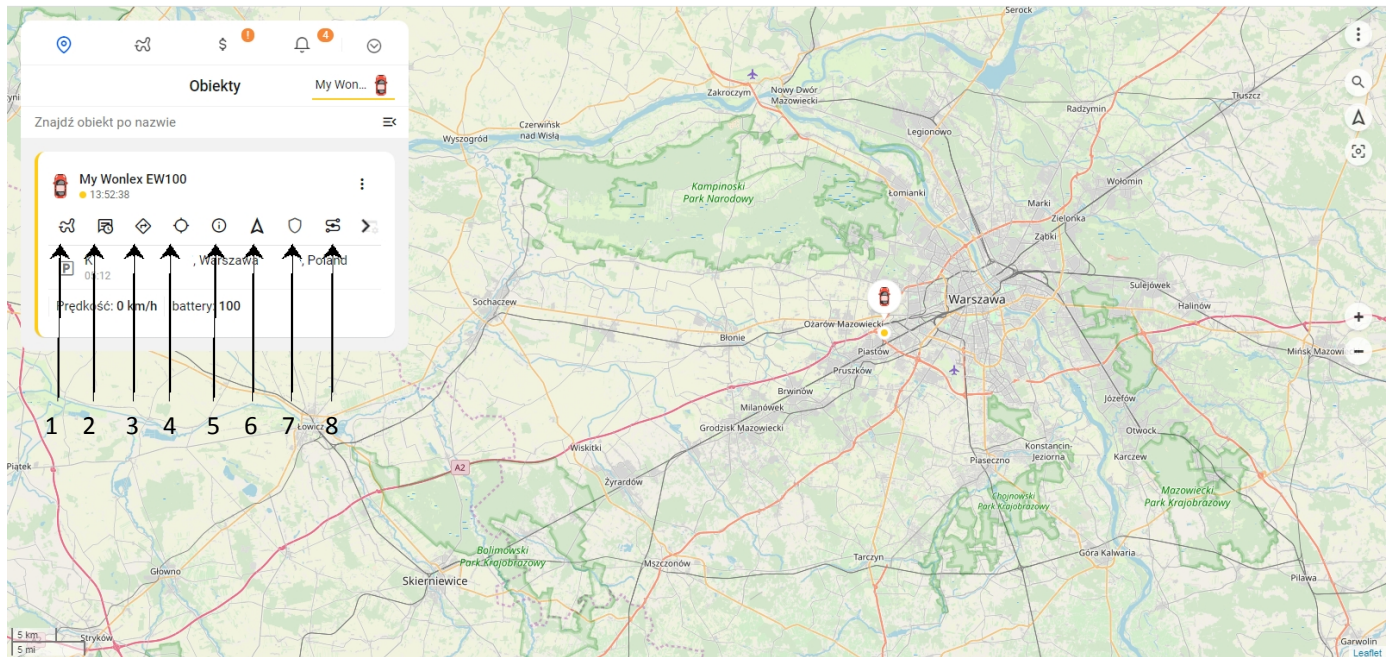 !
4
Obiekty
My Won...
Znajdź obiekt po nazwie
My Wonlex EW100
13:52:38
K , Warszawa , Poland
P
Prędkość: 0 km/h battery: 100
1 2 3 4 5 6 7 8
Serock
Zakroczym
Nowy Dwór
Mazowiecki
Tłuszcz
Radzymin
Czerwińsk
nad Wisłą
Wyszogród
Legionowo
Wołomin
Kampinoski
Park Narodowy
Łomianki
Marki
Zielonka
Ząbki
Sulejówek
Sochaczew
Warszawa
Halinów
Ożarów Mazowiecki
Błonie
Piastów
Mińsk Mazowi
Pruszków
Brwinów
Józefów
Milanówek
Łowicz
Grodzisk Mazowiecki
Otwock
Wiskitki
Konstancin-
Jeziorna
Karczew
Piaseczno
Piątek
A2
Żyrardów
Chojnowski
Park Krajobrazowy
Mazowiecki
Park Krajobrazowy
Bolimowski
Park Krajobrazowy
Góra Kalwaria
Tarczyn
Mszczonów
Głowno
Skierniewice
Pilawa
5 km
5 mi
Stryków
Garwolin
Leaflet